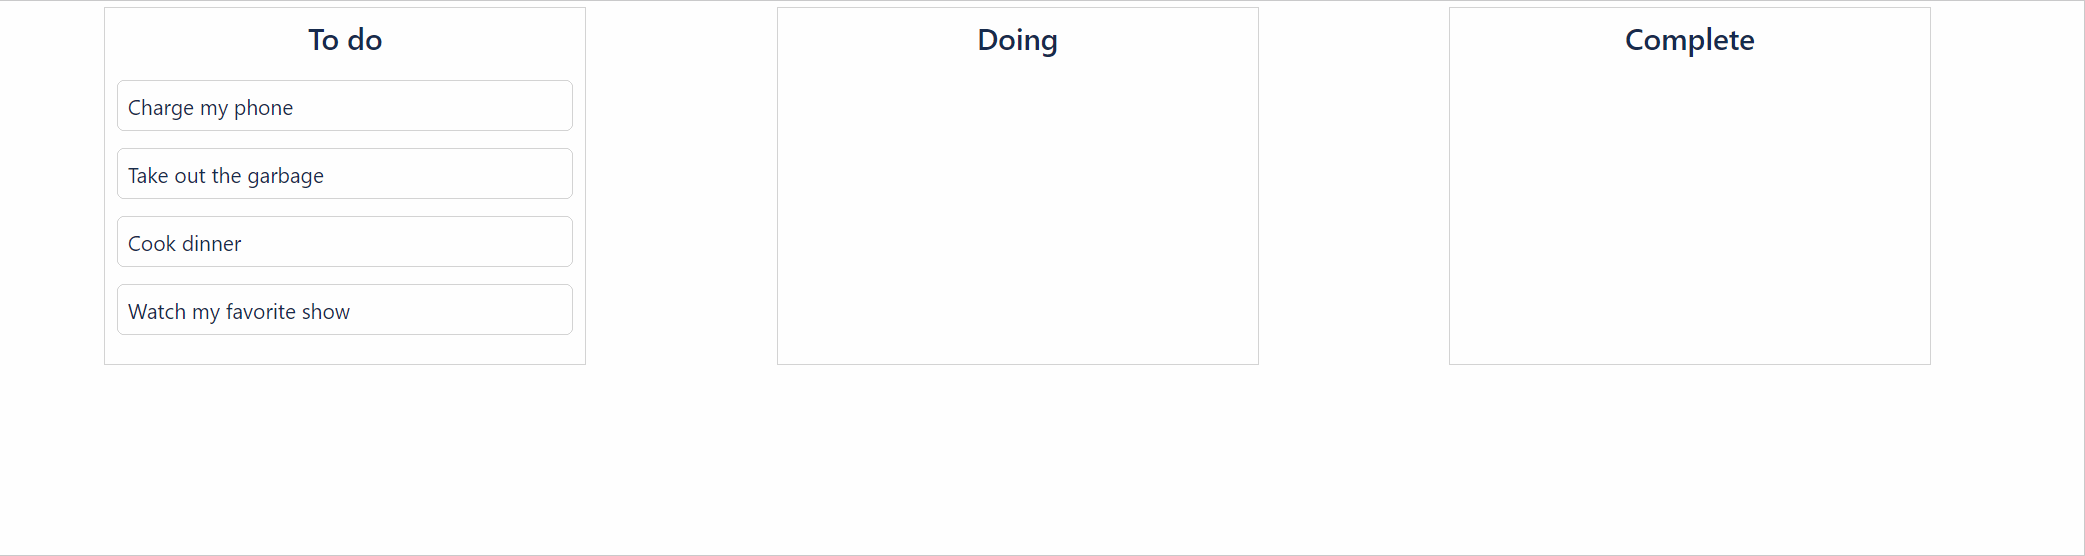 To do
Charge my phone
Take out the garbage
Cook dinner
Watch my favorite show
Doing
Complete